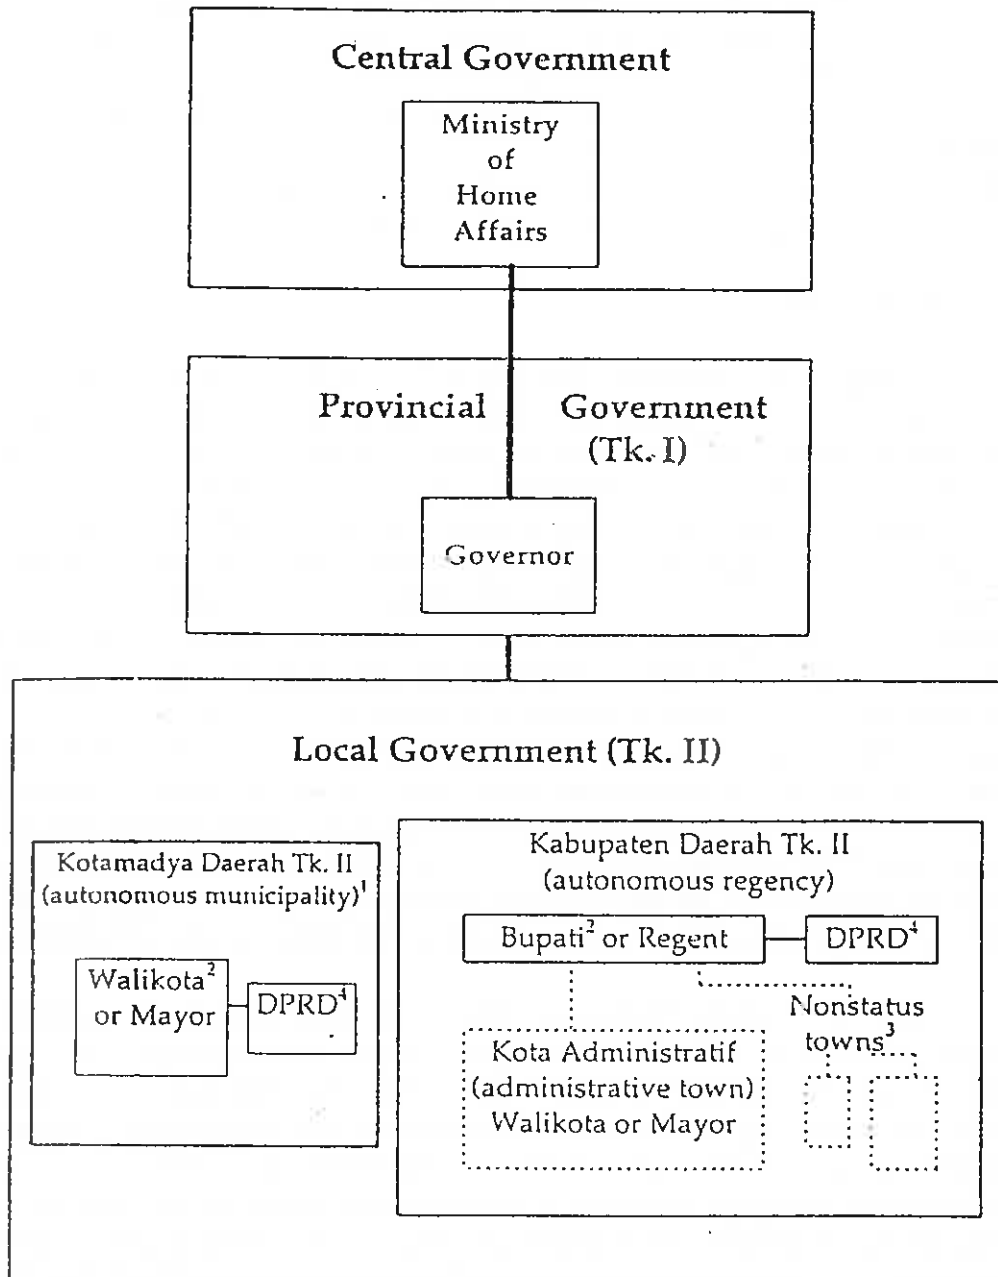 Central Government
Ministry
of
Home
Affairs
Provincial Government
(Tk. I)
Governor
Local Government (Tk. II)
Kotamadya Daerah Tk. II
(autonomous municipality)¹
Walikota²
or Mayor
DPRD⁴
Kabupaten Daerah Tk. II
(autonomous regency)
Bupati² or Regent
DPRD⁴
Kota Administratif
(administrative town)
Walikota or Mayor
Nonstatus
towns³